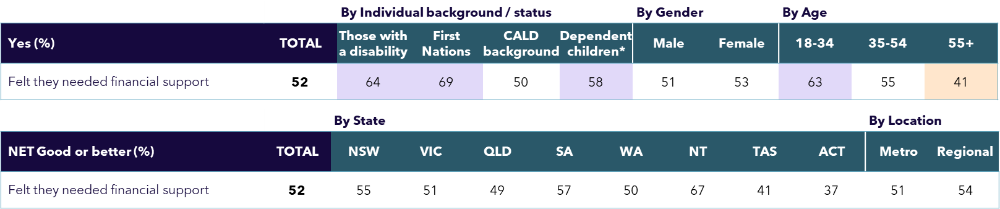 By Individual background / status By Gender By Age
Yes (%) TOTAL Those with a disability First Nations CALD background Dependent children* Male Female 18-34 35-54 55+
Felt they needed financial support 52 64 69 50 58 51 53 63 55 41
By State By Location
NET Good or better (%) TOTAL NSW VIC QLD SA WA NT TAS ACT Metro Regional
Felt they needed financial support 52 55 51 49 57 50 67 41 37 51 54